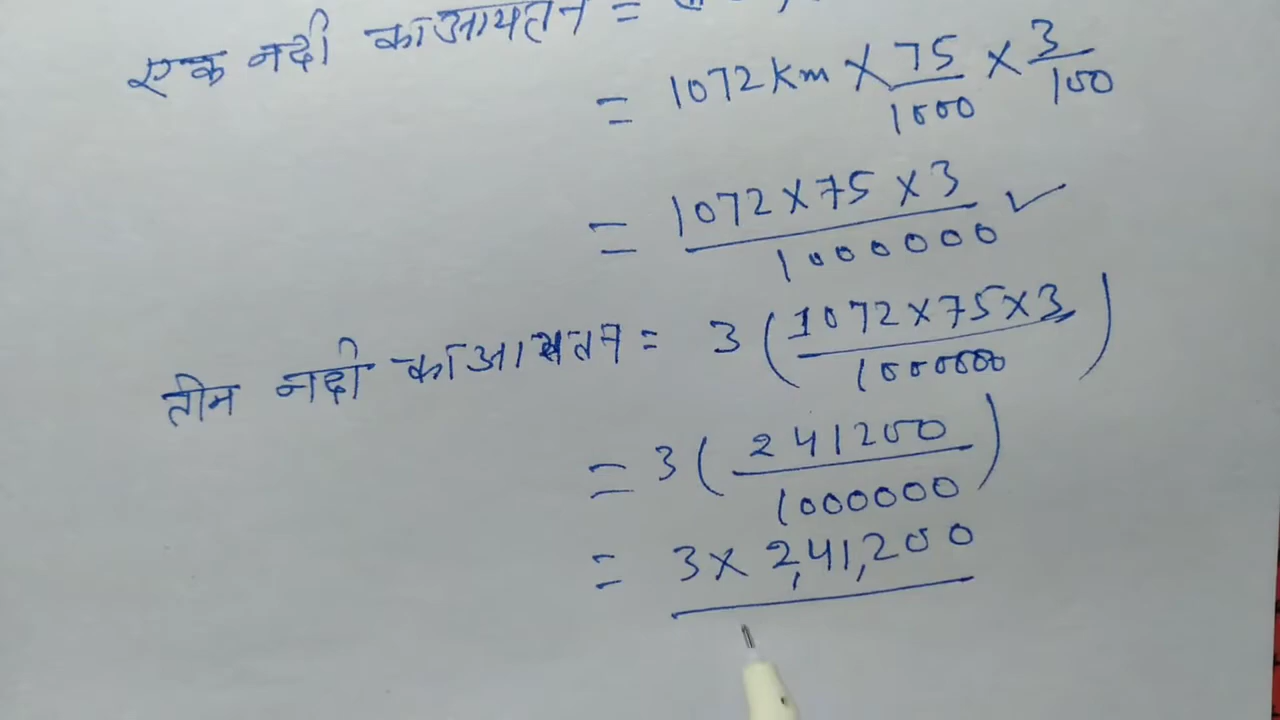 एक नदी का आयतन =
= 1072 km × 75/1000 × 3/100
= 1072×75×3/1000000 ✓
तीन नदी का आयतन = 3(1072×75×3/1000000)
= 3(241200/1000000)
= 3× 2,41,200